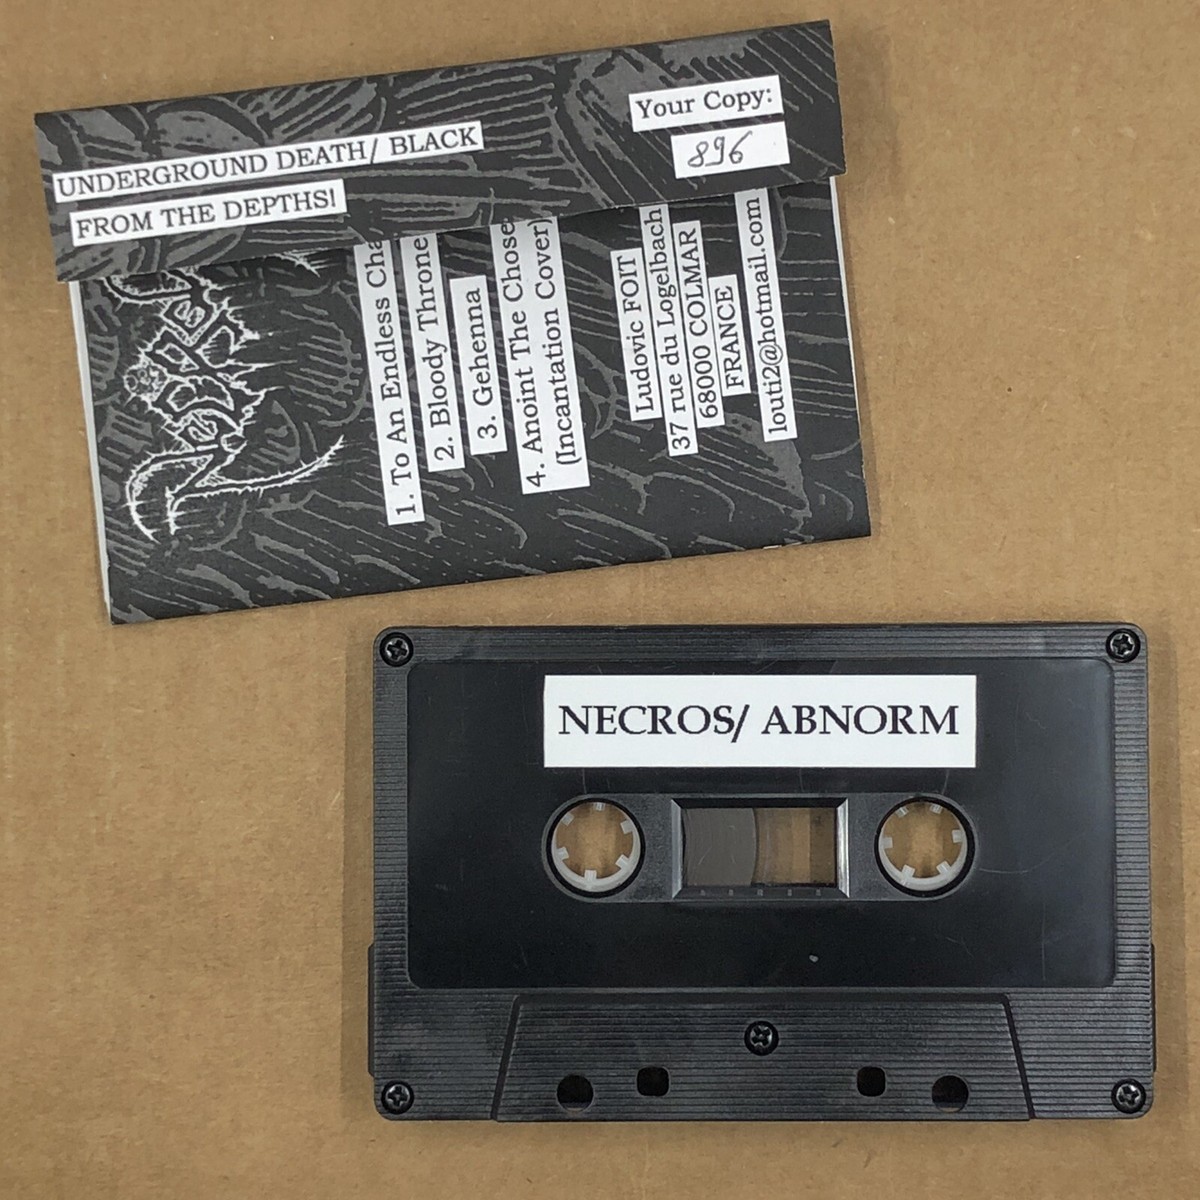 UNDERGROUND DEATH/ BLACK
FROM THE DEPTHS!
Your Copy:
896
1. To An Endless Cha
2. Bloody Throne
3. Gehenna
4. Anoint The Chose
(Incantation Cover)
Ludovic FOIT
37 rue du Logelbach
68000 COLMAR
FRANCE
louti2@hotmail.com
NECROS/ ABNORM